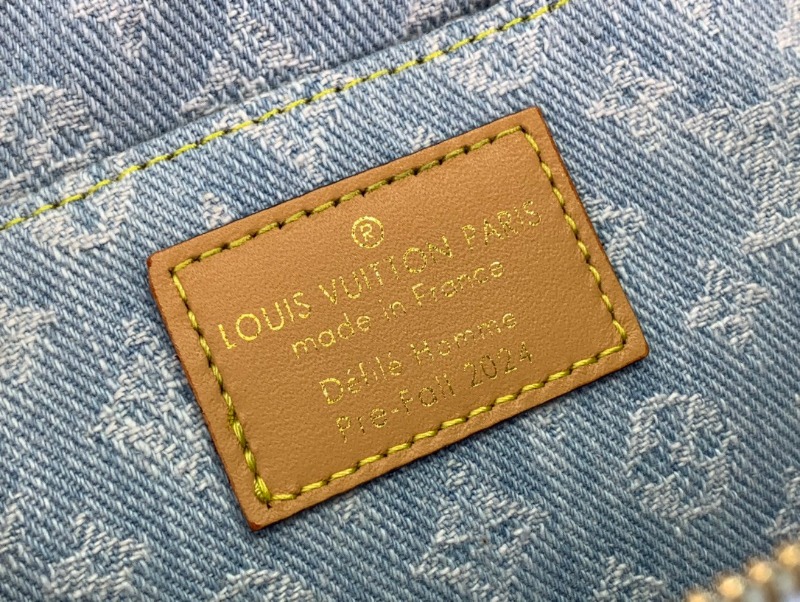 ®
LOUIS VUITTON PARIS
made in France
Défilé Homme
Pre-Fall 2024